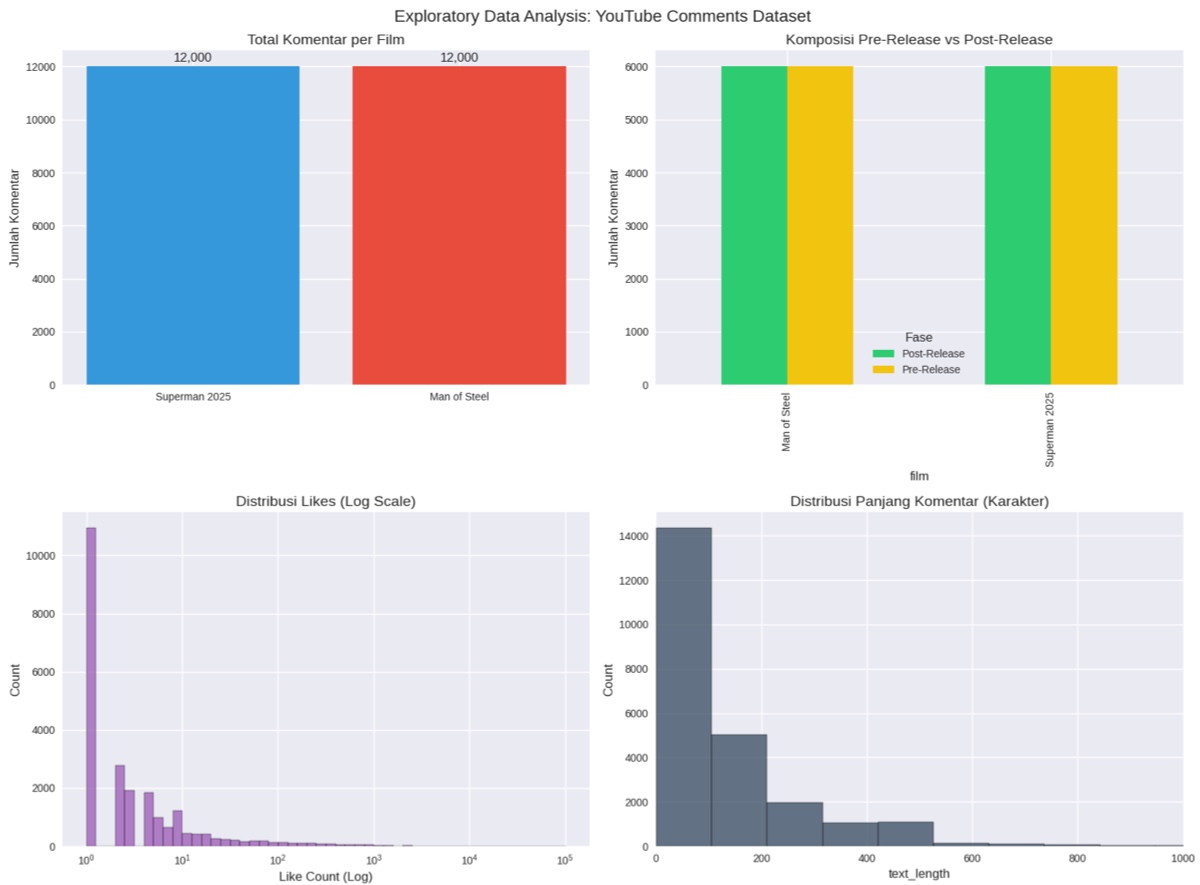 Exploratory Data Analysis: YouTube Comments Dataset
Total Komentar per Film
12,000
12,000
Jumlah Komentar
12000
10000
8000
6000
4000
2000
0
Superman 2025
Man of Steel
Komposisi Pre-Release vs Post-Release
Jumlah Komentar
6000
5000
4000
3000
2000
1000
0
Fase
Post-Release
Pre-Release
Man of Steel
Superman 2025
film
Distribusi Likes (Log Scale)
Count
10000
8000
6000
4000
2000
0
10⁰
10¹
10²
10³
10⁴
10⁵
Like Count (Log)
Distribusi Panjang Komentar (Karakter)
Count
14000
12000
10000
8000
6000
4000
2000
0
0
200
400
600
800
1000
text_length